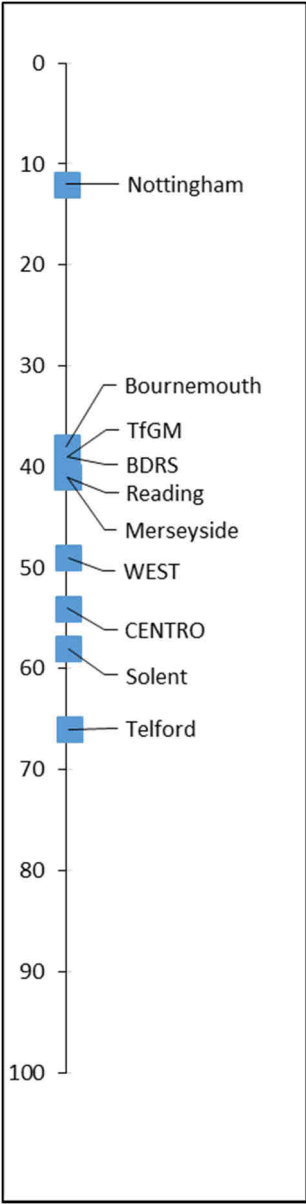 0
10
Nottingham
20
30
Bournemouth
TfGM
40
BDRS
Reading
Merseyside
50
WEST
CENTRO
60
Solent
Telford
70
80
90
100